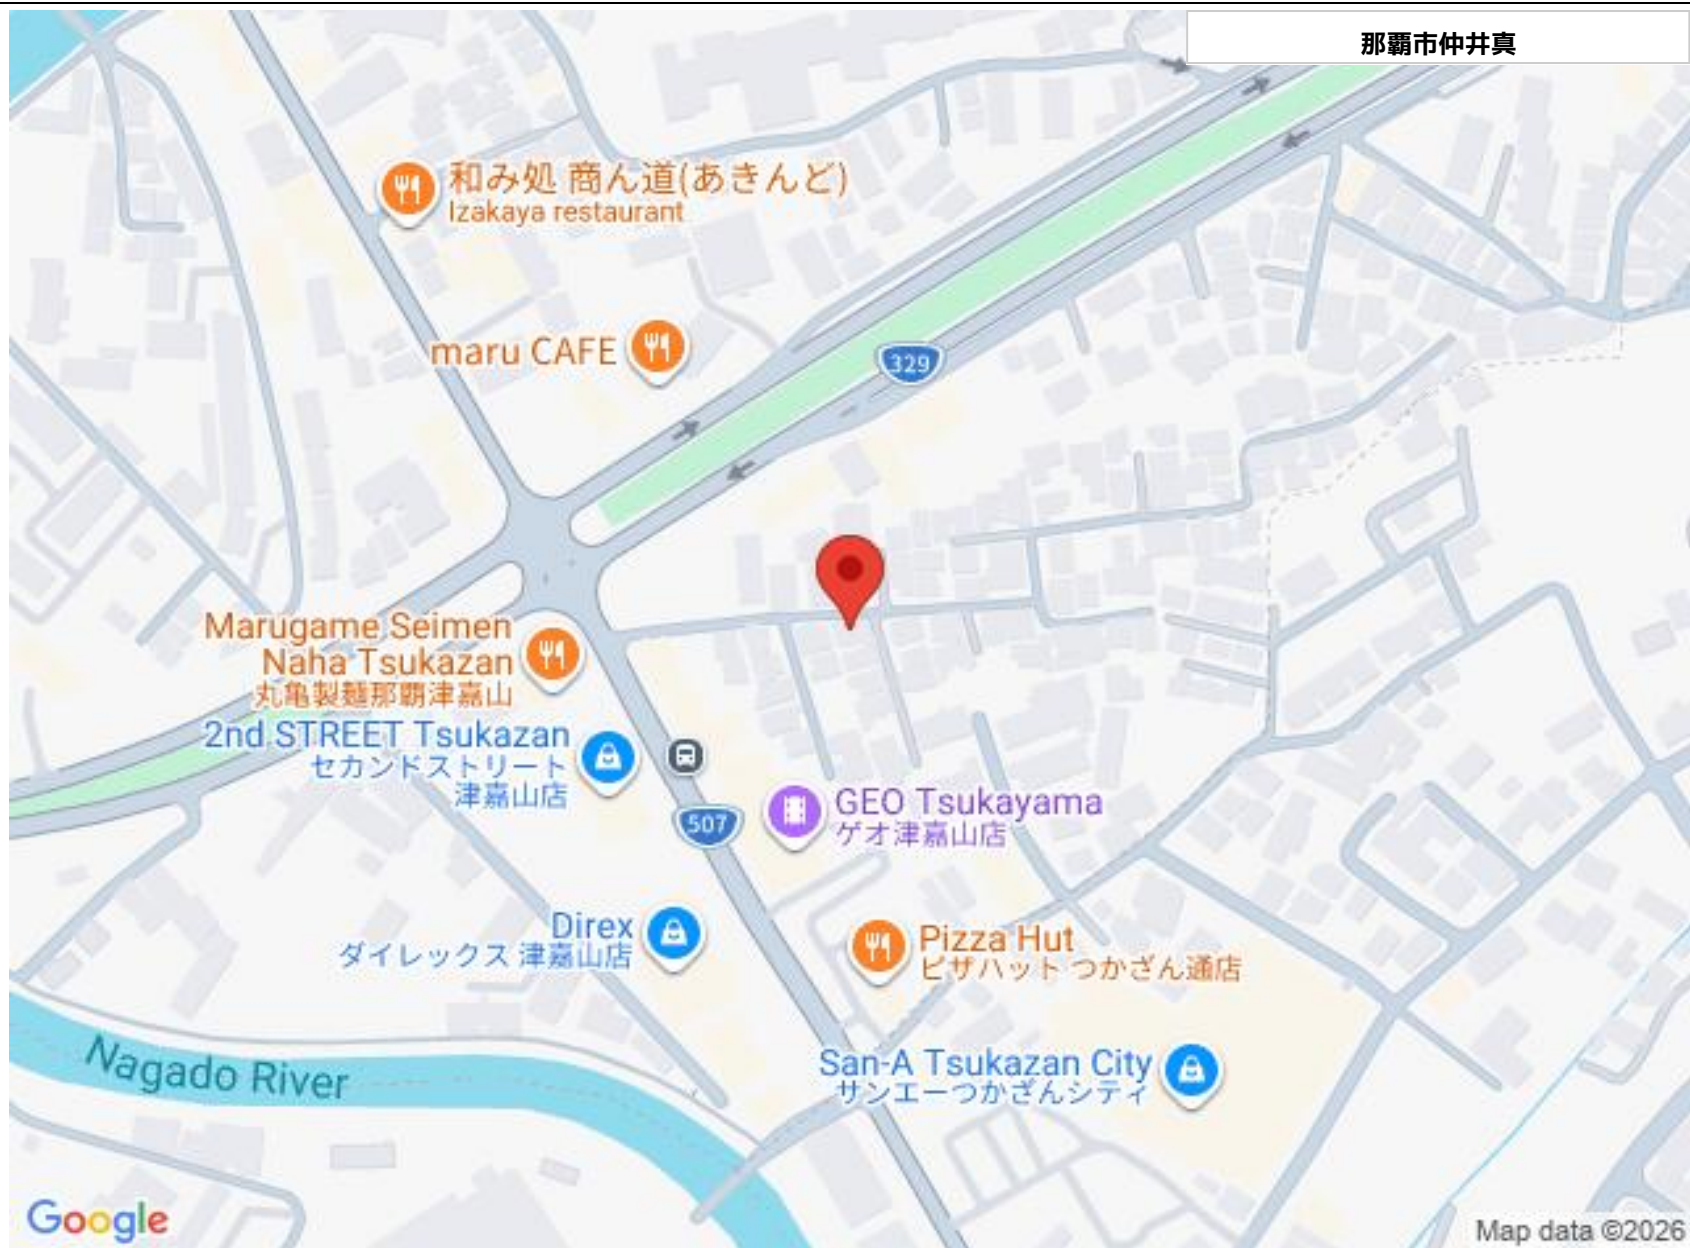 那覇市仲井真
和み処 商ん道(あきんど)
Izakaya restaurant
maru CAFE
329
Marugame Seimen
Naha Tsukazan
丸亀製麺那覇津嘉山
2nd STREET Tsukazan
セカンドストリート
津嘉山店
507
GEO Tsukayama
ゲオ津嘉山店
Direx
ダイレックス 津嘉山店
Pizza Hut
ピザハット つかざん通店
San-A Tsukazan City
サンエーつかざんシティ
Nagado River
Google
Map data ©2026